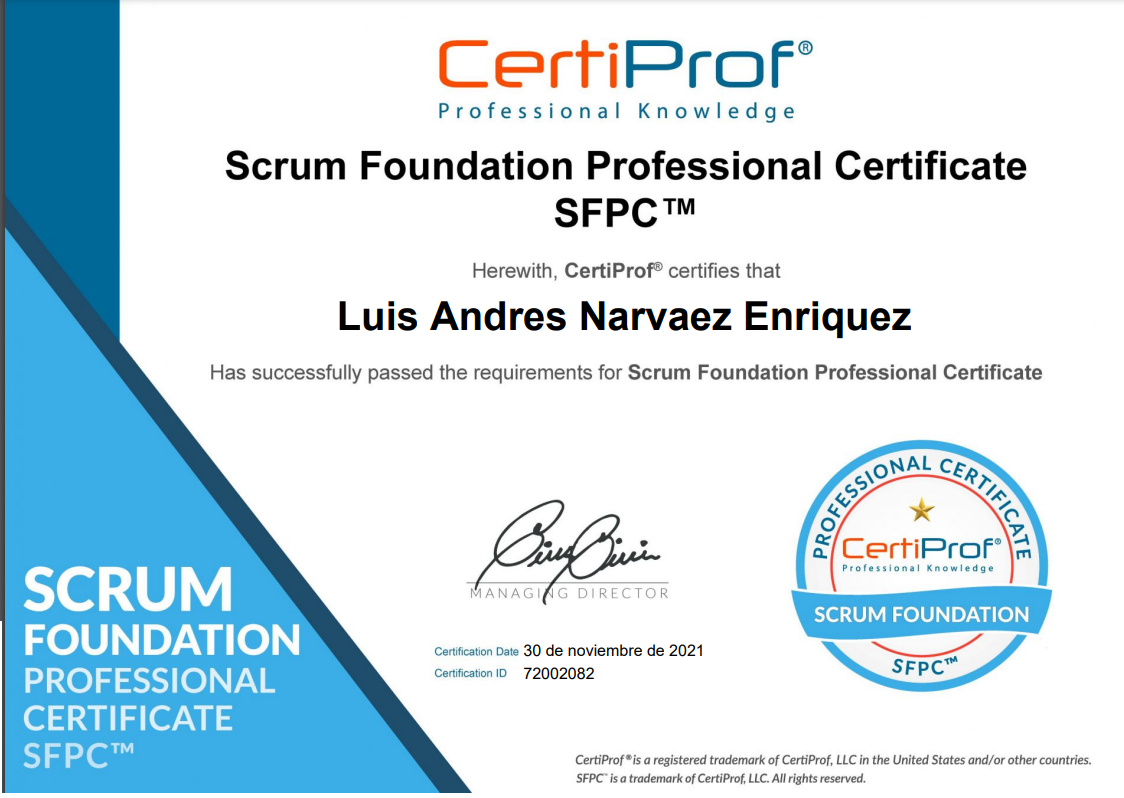 CertiProf®
Professional Knowledge
Scrum Foundation Professional Certificate
SFPC™
Herewith, CertiProf® certifies that
Luis Andres Narvaez Enriquez
Has successfully passed the requirements for Scrum Foundation Professional Certificate
MANAGING DIRECTOR
Certification Date 30 de noviembre de 2021
Certification ID 72002082
PROFESSIONAL CERTIFICATE
CertiProf®
Professional Knowledge
SCRUM FOUNDATION
SFPC™
SCRUM
FOUNDATION
PROFESSIONAL
CERTIFICATE
SFPC™
CertiProf® is a registered trademark of CertiProf, LLC in the United States and/or other countries.
SFPC™ is a trademark of CertiProf, LLC. All rights reserved.